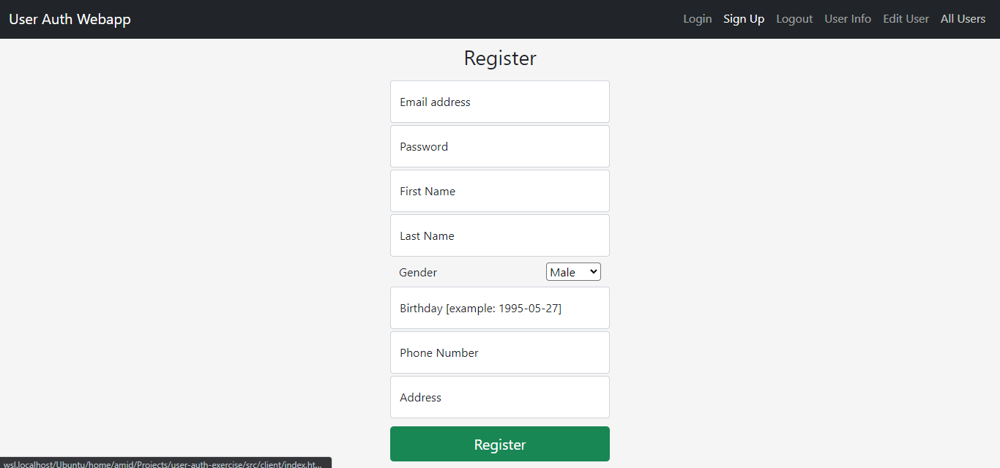 User Auth Webapp Login Sign Up Logout User Info Edit User All Users
Register
Email address
Password
First Name
Last Name
Gender Male
Birthday [example: 1995-05-27]
Phone Number
Address
Register
wsl.localhost/Ubuntu/home/amid/Projects/user-auth-exercise/src/client/index.ht...